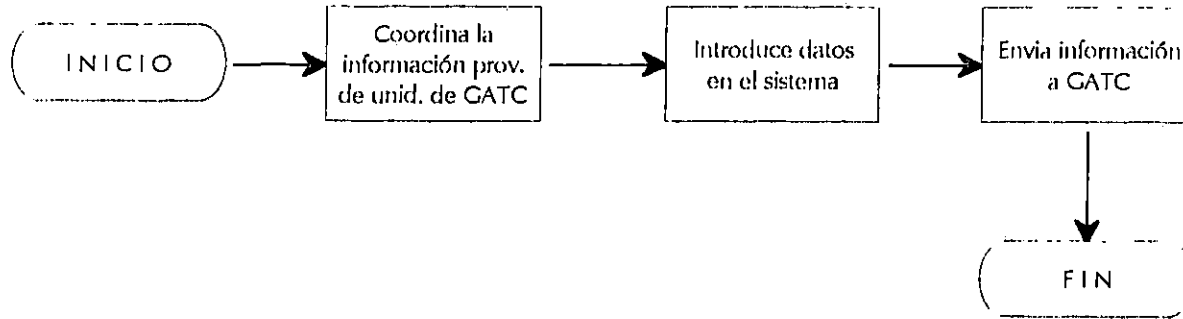 INICIO
Coordina la
información prov.
de unid. de GATC
Introduce datos
en el sistema
Envia información
a GATC
FIN